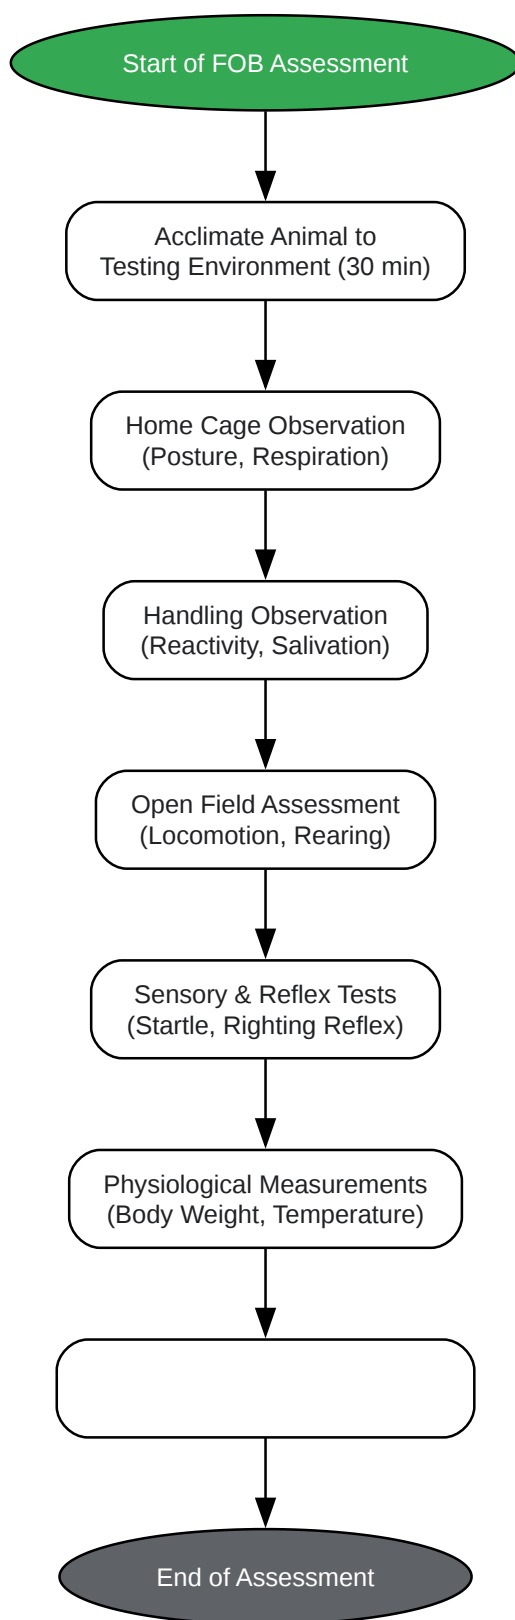 Start of FOB Assessment
Acclimate Animal to
Testing Environment (30 min)
Home Cage Observation
(Posture, Respiration)
Handling Observation
(Reactivity, Salivation)
Open Field Assessment
(Locomotion, Rearing)
Sensory & Reflex Tests
(Startle, Righting Reflex)
Physiological Measurements
(Body Weight, Temperature)
End of Assessment